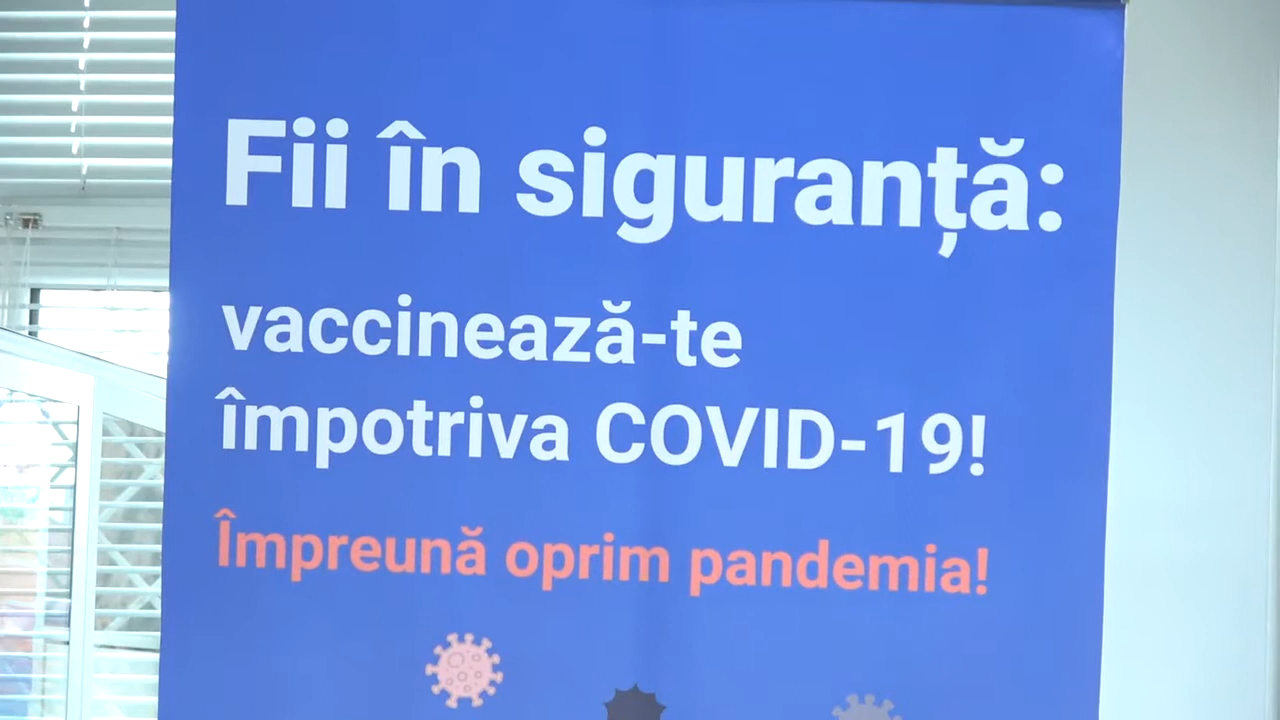 Fii în siguranță:
vaccinează-te
împotriva COVID-19!
Împreună oprim pandemia!